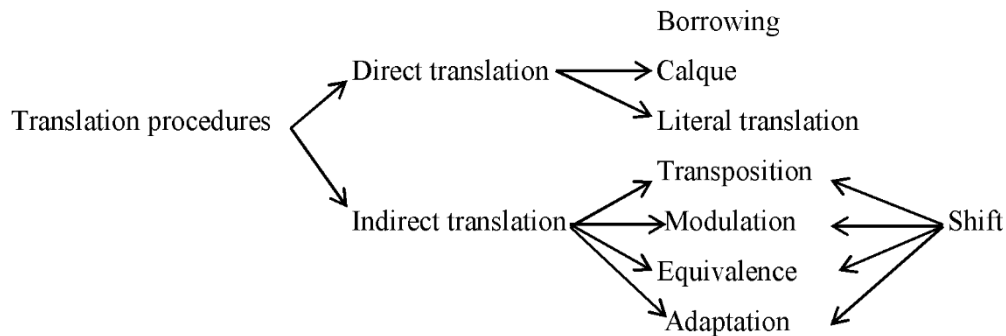 Borrowing
Direct translation
Calque
Translation procedures
Literal translation
Transposition
Indirect translation
Modulation
Shift
Equivalence
Adaptation